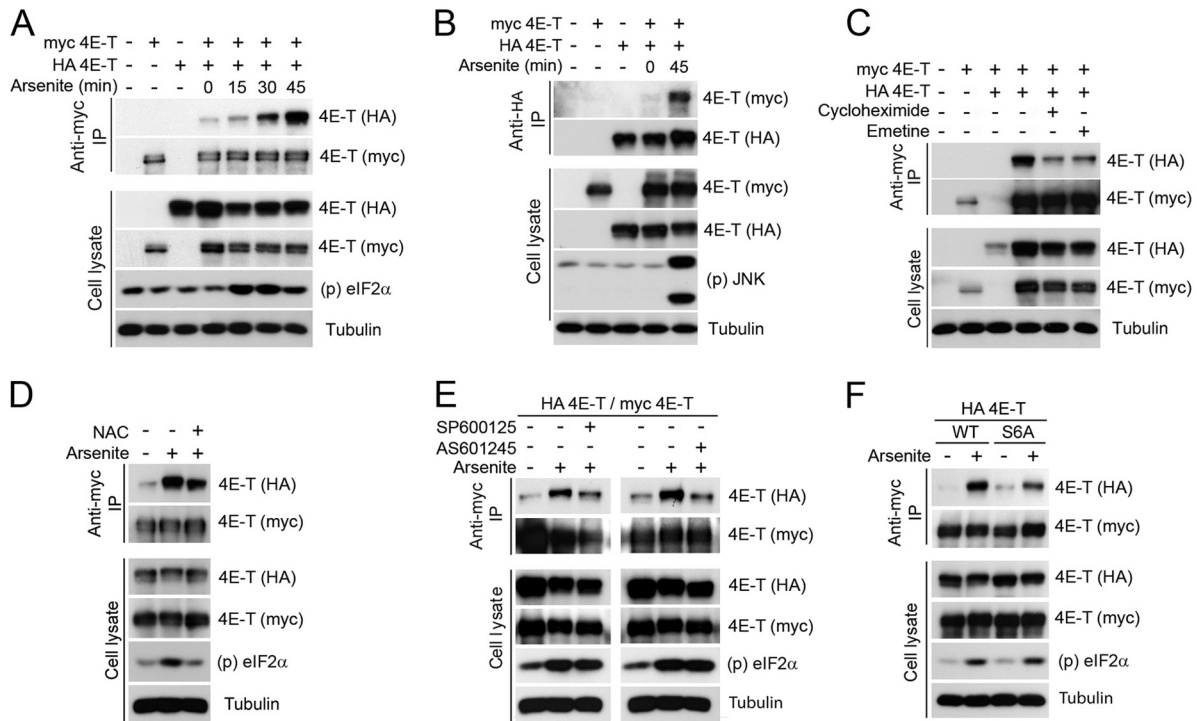 A
myc 4E-T - + - + + + +
HA 4E-T - - + + + + +
Arsenite (min) - - - 0 15 30 45
Anti-myc IP
4E-T (HA)
4E-T (myc)
Cell lysate
4E-T (HA)
4E-T (myc)
(p) eIF2α
Tubulin
B
myc 4E-T - + - + +
HA 4E-T - - + + +
Arsenite (min) - - - 0 45
Anti-HA IP
4E-T (myc)
4E-T (HA)
Cell lysate
4E-T (myc)
4E-T (HA)
(p) JNK
Tubulin
C
myc 4E-T - + - + + +
HA 4E-T - - + + + +
Cycloheximide - - - - + -
Emetine - - - - - +
Anti-myc IP
4E-T (HA)
4E-T (myc)
Cell lysate
4E-T (HA)
4E-T (myc)
Tubulin
D
NAC - - +
Arsenite - + +
Anti-myc IP
4E-T (HA)
4E-T (myc)
Cell lysate
4E-T (HA)
4E-T (myc)
(p) eIF2α
Tubulin
E
HA 4E-T / myc 4E-T
SP600125 - - +
AS601245 - - +
Arsenite - + + - + +
Anti-myc IP
4E-T (HA)
4E-T (myc)
Cell lysate
4E-T (HA)
4E-T (myc)
(p) eIF2α
Tubulin
F
HA 4E-T
WT S6A
Arsenite - + - +
Anti-myc IP
4E-T (HA)
4E-T (myc)
Cell lysate
4E-T (HA)
4E-T (myc)
(p) eIF2α
Tubulin